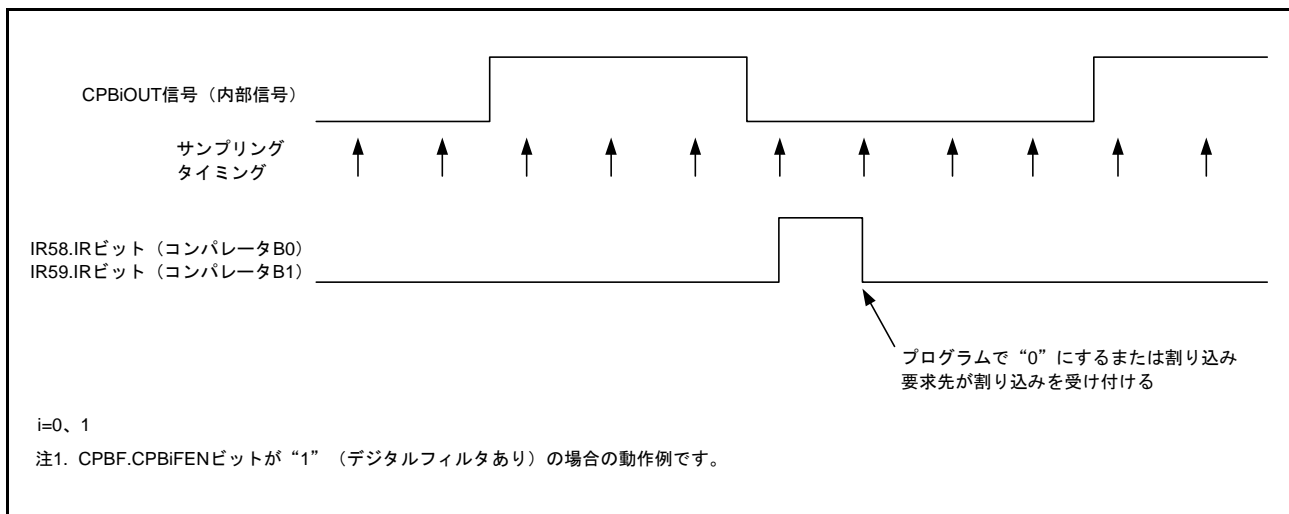 CPBiOUT信号（内部信号）
サンプリング
タイミング
IR58.IRビット（コンパレータB0）
IR59.IRビット（コンパレータB1）
プログラムで“0”にするまたは割り込み
要求先が割り込みを受け付ける
i=0、1
注1. CPBF.CPBiFENビットが“1”（デジタルフィルタあり）の場合の動作例です。